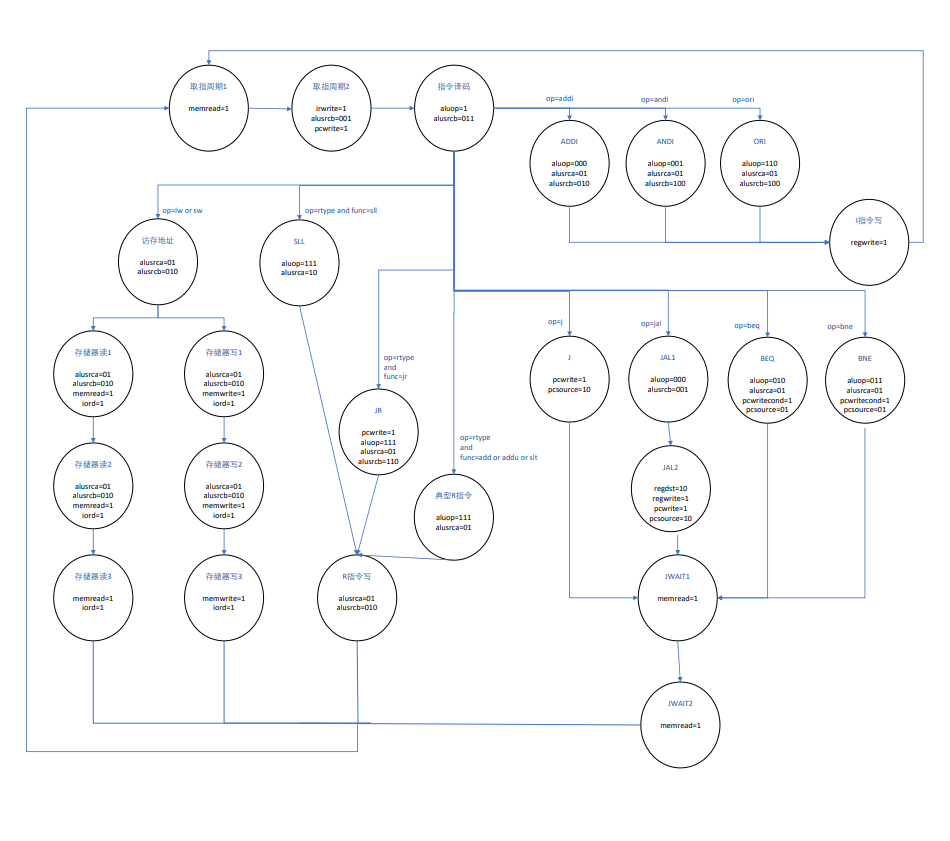 取指周期1
memread=1
取指周期2
irwrite=1
alusrcb=001
pcwrite=1
指令译码
aluop=1
alusrcb=011
op=addi
op=andi
op=ori
ADDI
aluop=000
alusrca=01
alusrcb=010
ANDI
aluop=001
alusrca=01
alusrcb=100
ORI
aluop=110
alusrca=01
alusrcb=100
I指令写
regwrite=1
op=lw or sw
访存地址
alusrca=01
alusrcb=010
op=rtype and func=sll
SLL
aluop=111
alusrca=10
存储器读1
alusrca=01
alusrcb=010
memread=1
iord=1
存储器写1
alusrca=01
alusrcb=010
memwrite=1
iord=1
op=rtype
and
func=jr
JR
pcwrite=1
aluop=111
alusrca=01
alusrcb=110
op=rtype
and
func=add or addu or slt
典型R指令
aluop=111
alusrca=01
op=j
J
pcwrite=1
pcsource=10
op=jal
JAL1
aluop=000
alusrcb=001
op=beq
BEQ
aluop=010
alusrca=01
pcwritecond=1
pcsource=01
op=bne
BNE
aluop=011
alusrca=01
pcwritecond=1
pcsource=01
存储器读2
alusrca=01
alusrcb=010
memread=1
iord=1
存储器写2
alusrca=01
alusrcb=010
memwrite=1
iord=1
JAL2
regdst=10
regwrite=1
pcwrite=1
pcsource=10
存储器读3
memread=1
iord=1
存储器写3
memwrite=1
iord=1
R指令写
alusrca=01
alusrcb=010
JWAIT1
memread=1
JWAIT2
memread=1